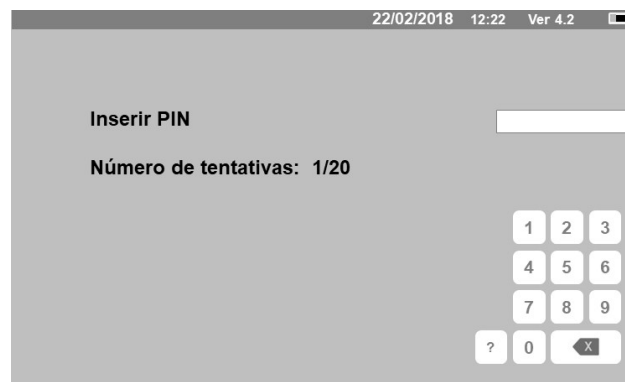 22/02/2018 12:22 Ver 4.2
Inserir PIN
Número de tentativas: 1/20
1 2 3
4 5 6
7 8 9
? 0 X